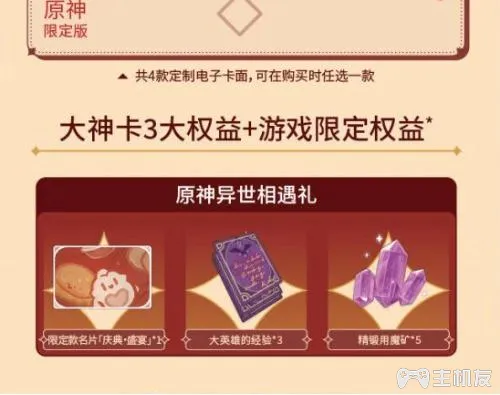 原神
限定版
▲ 共4款定制电子卡面,可在购买时任选一款
大神卡3大权益+游戏限定权益*
原神异世相遇礼
限定款名片「庆典·盛宴」*1
大英雄的经验*3
精锻用魔矿*5
主机友